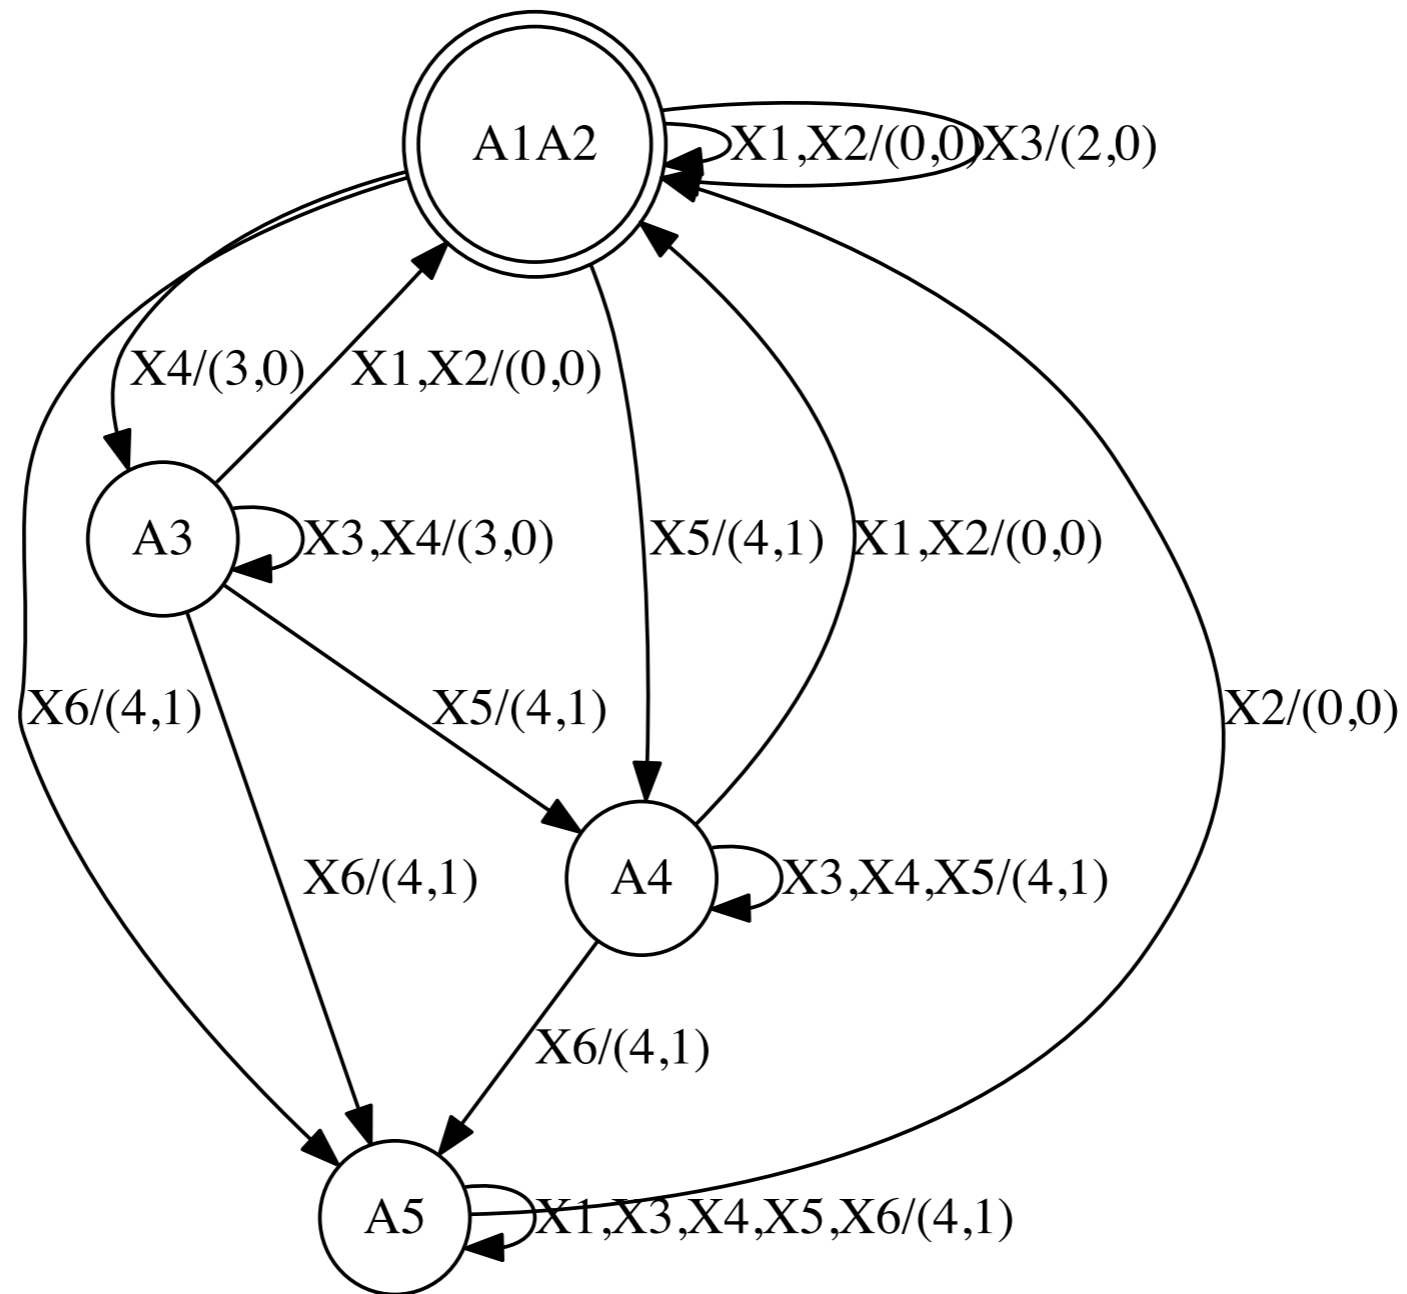 A1A2
X1,X2/(0,0)
X3/(2,0)
X4/(3,0)
X1,X2/(0,0)
A3
X3,X4/(3,0)
X5/(4,1)
X1,X2/(0,0)
X6/(4,1)
X5/(4,1)
X2/(0,0)
X6/(4,1)
A4
X3,X4,X5/(4,1)
X6/(4,1)
A5
X1,X3,X4,X5,X6/(4,1)